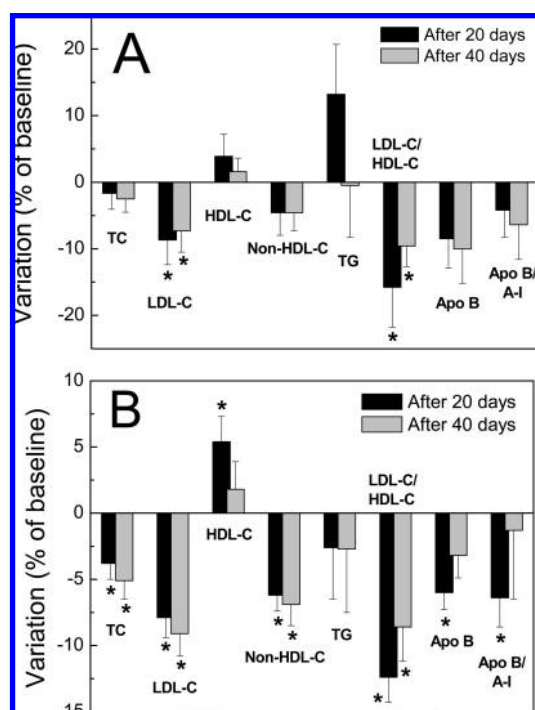 A
After 20 days
After 40 days
Variation (% of baseline)
20
10
0
-10
-20
TC
LDL-C
* *
HDL-C
Non-HDL-C
TG
LDL-C/
HDL-C
*
*
Apo B
Apo B/
A-I
B
After 20 days
After 40 days
Variation (% of baseline)
10
5
0
-5
-10
-15
* *
TC
* *
LDL-C
*
HDL-C
* *
Non-HDL-C
TG
LDL-C/
HDL-C
* *
*
Apo B
*
Apo B/
A-I